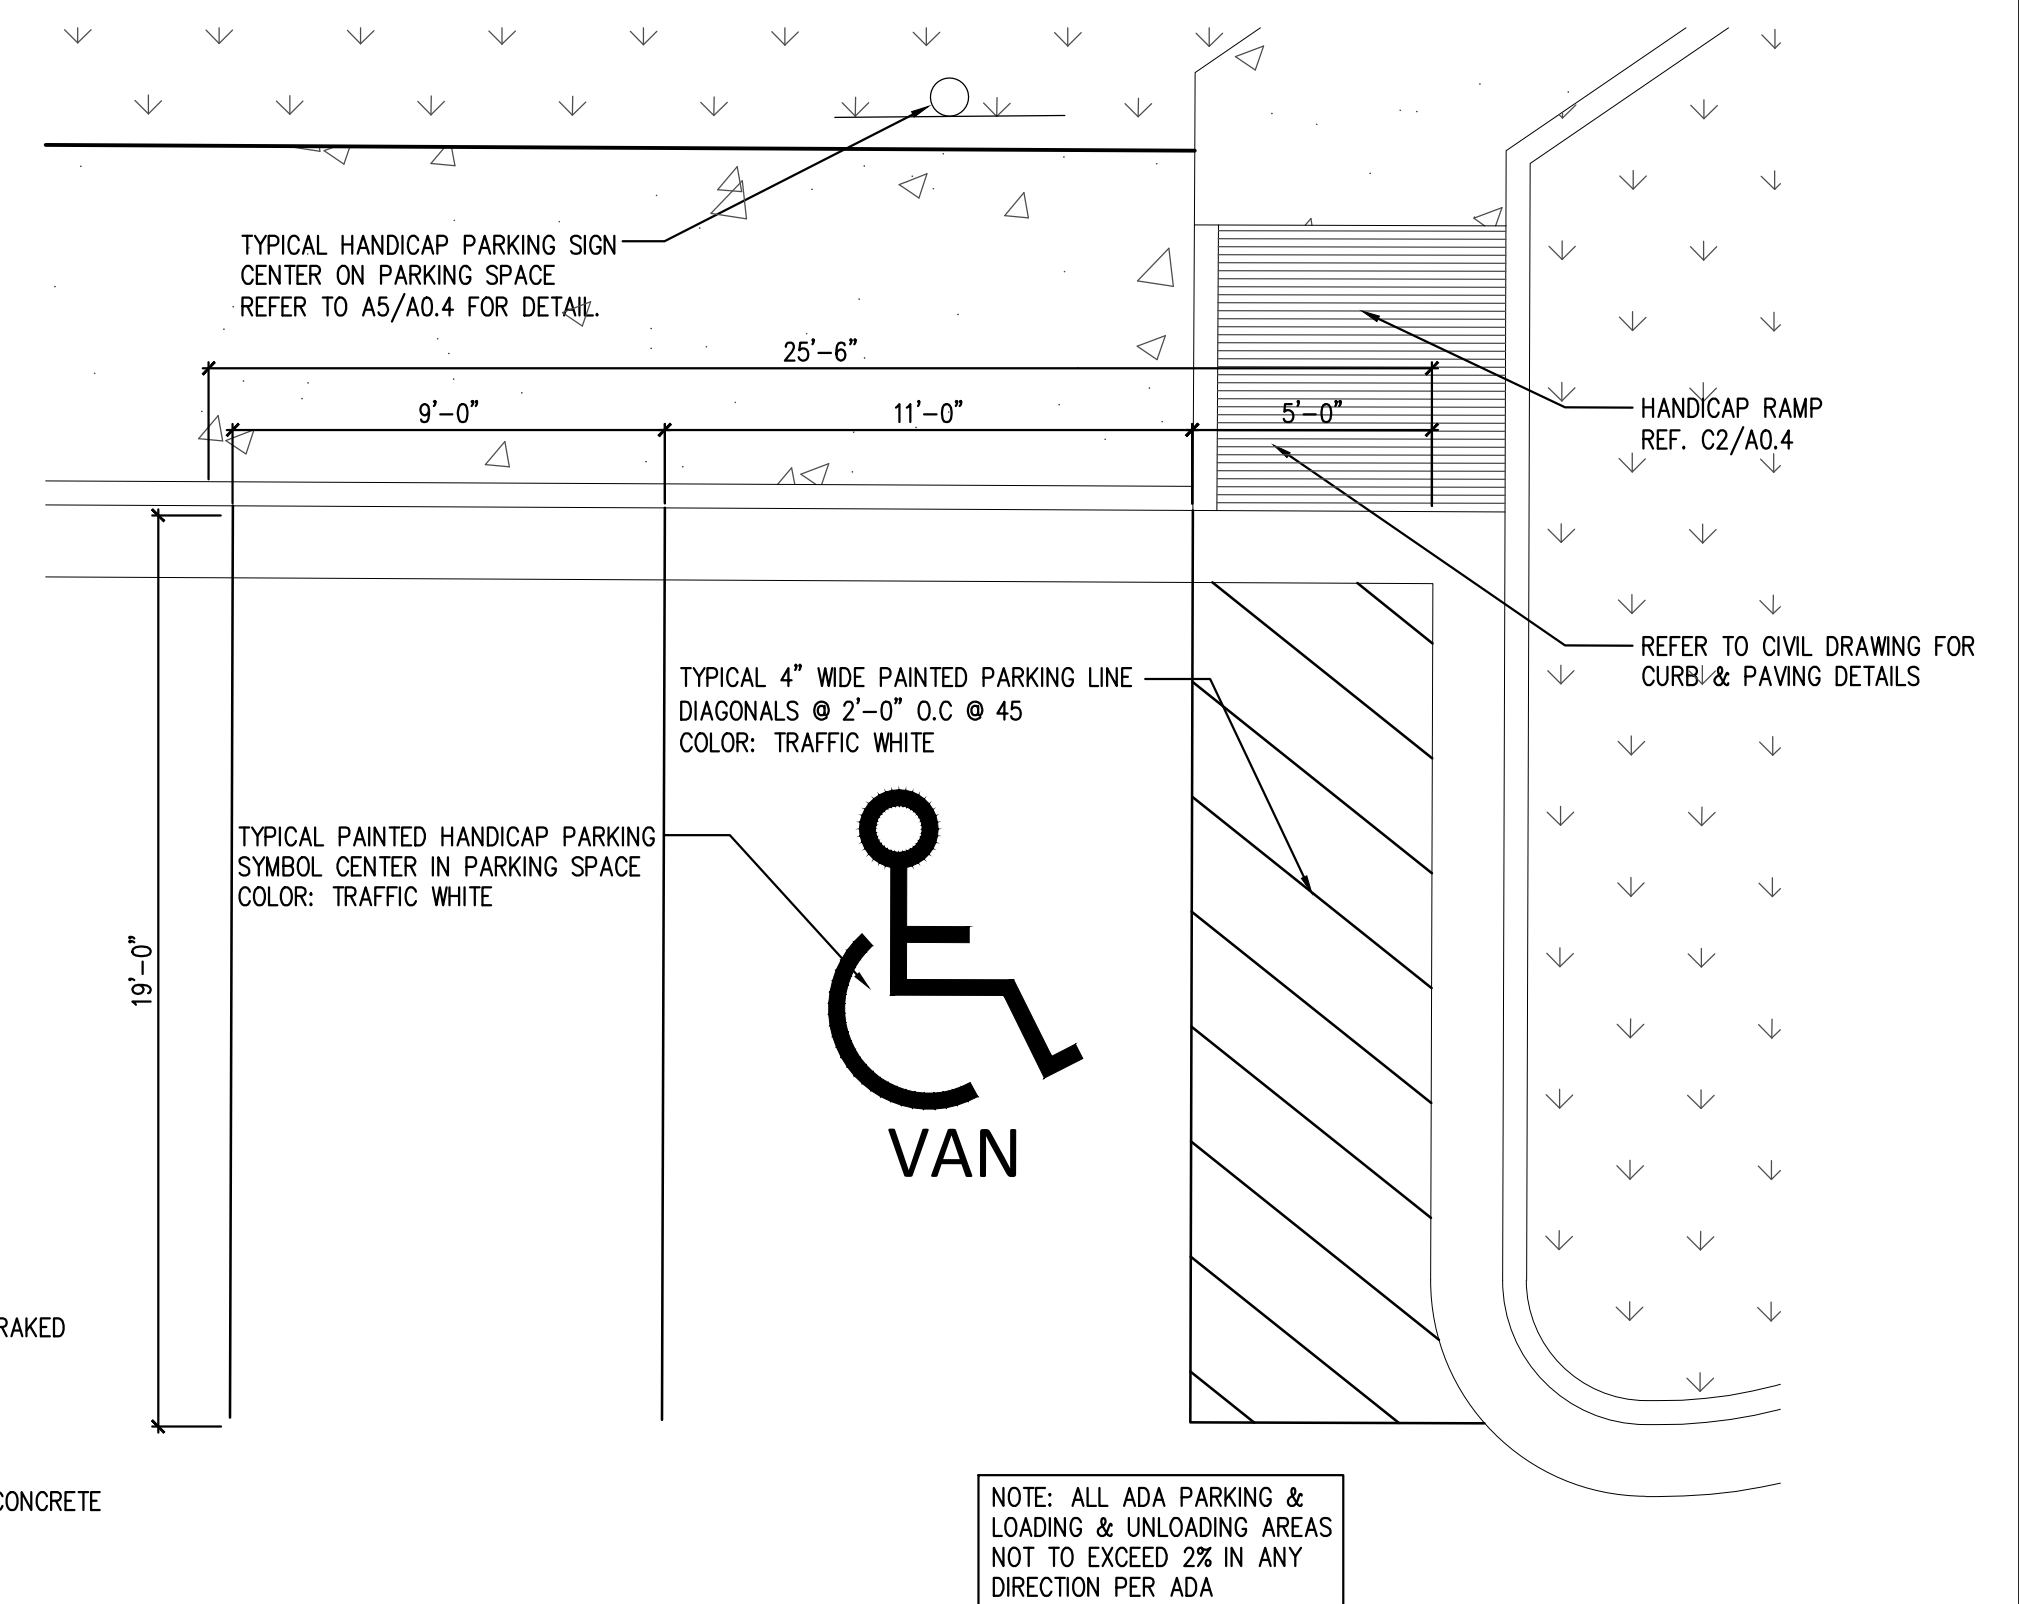 TYPICAL HANDICAP PARKING SIGN
CENTER ON PARKING SPACE
REFER TO A5/A0.4 FOR DETAIL.
25'-6"
9'-0"
11'-0"
5'-0"
HANDICAP RAMP
REF. C2/A0.4
REFER TO CIVIL DRAWING FOR
CURB & PAVING DETAILS
TYPICAL 4" WIDE PAINTED PARKING LINE
DIAGONALS @ 2'-0" O.C @ 45
COLOR: TRAFFIC WHITE
TYPICAL PAINTED HANDICAP PARKING
SYMBOL CENTER IN PARKING SPACE
COLOR: TRAFFIC WHITE
19'-0"
VAN
RAKED
CONCRETE
NOTE: ALL ADA PARKING &
LOADING & UNLOADING AREAS
NOT TO EXCEED 2% IN ANY
DIRECTION PER ADA